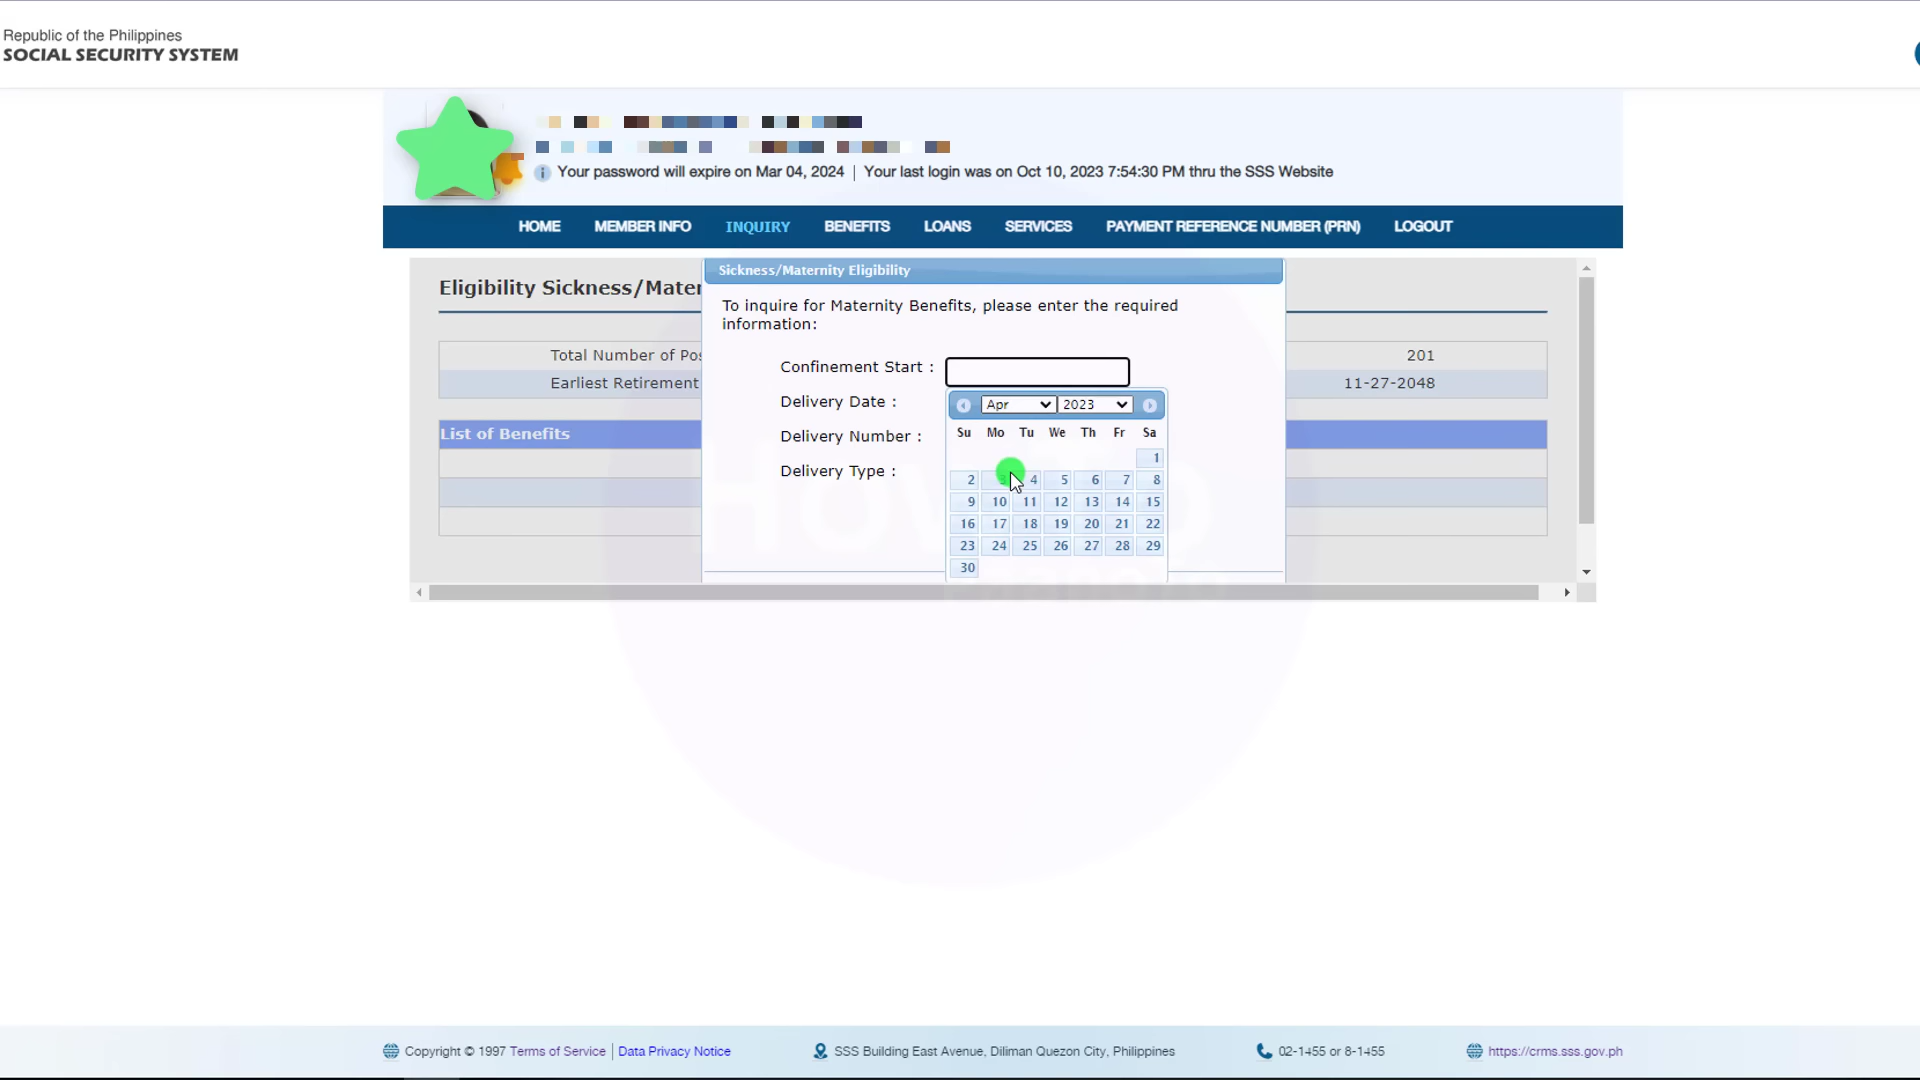 Republic of the Philippines
SOCIAL SECURITY SYSTEM
Your password will expire on Mar 04, 2024 | Your last login was on Oct 10, 2023 7:54:30 PM thru the SSS Website
HOME MEMBER INFO INQUIRY BENEFITS LOANS SERVICES PAYMENT REFERENCE NUMBER (PRN) LOGOUT
Eligibility Sickness/Mater
Total Number of Pos 201
Earliest Retirement 11-27-2048
List of Benefits
Sickness/Maternity Eligibility
To inquire for Maternity Benefits, please enter the required
information:
Confinement Start :
Delivery Date :
Delivery Number :
Delivery Type :
Apr 2023
Su Mo Tu We Th Fr Sa
1
2 3 4 5 6 7 8
9 10 11 12 13 14 15
16 17 18 19 20 21 22
23 24 25 26 27 28 29
30
Copyright © 1997 Terms of Service | Data Privacy Notice SSS Building East Avenue, Diliman Quezon City, Philippines 02-1455 or 8-1455 https://crms.sss.gov.ph